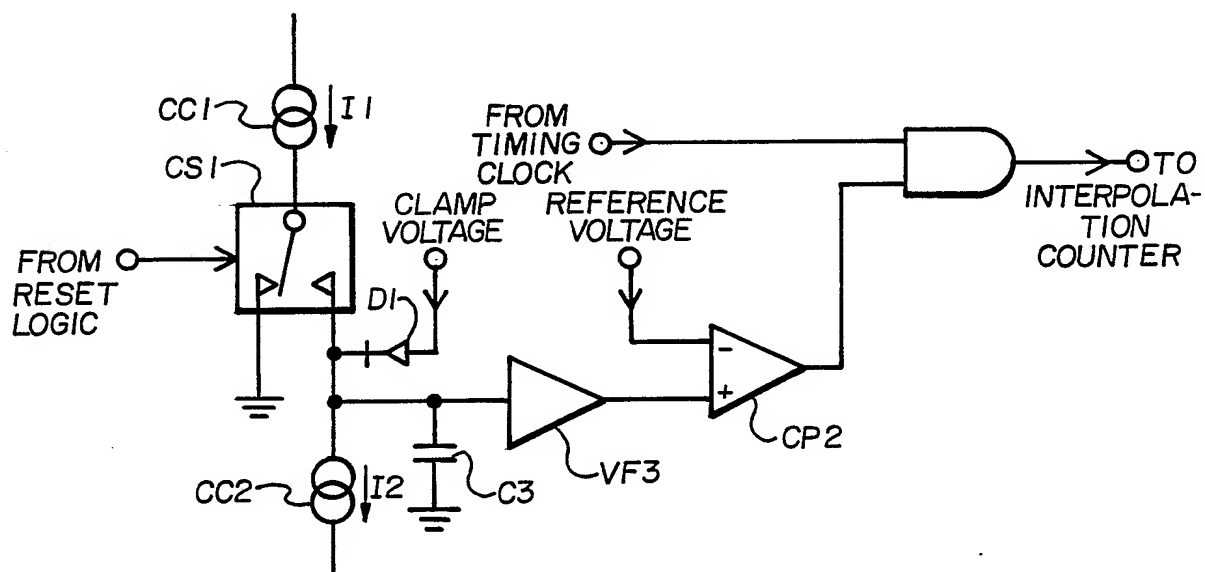 CC1
I1
CS1
FROM
TIMING
CLOCK
TO
INTERPOLA-
TION
COUNTER
CLAMP
VOLTAGE
REFERENCE
VOLTAGE
FROM
RESET
LOGIC
D1
-
+
CP2
VF3
C3
CC2
I2